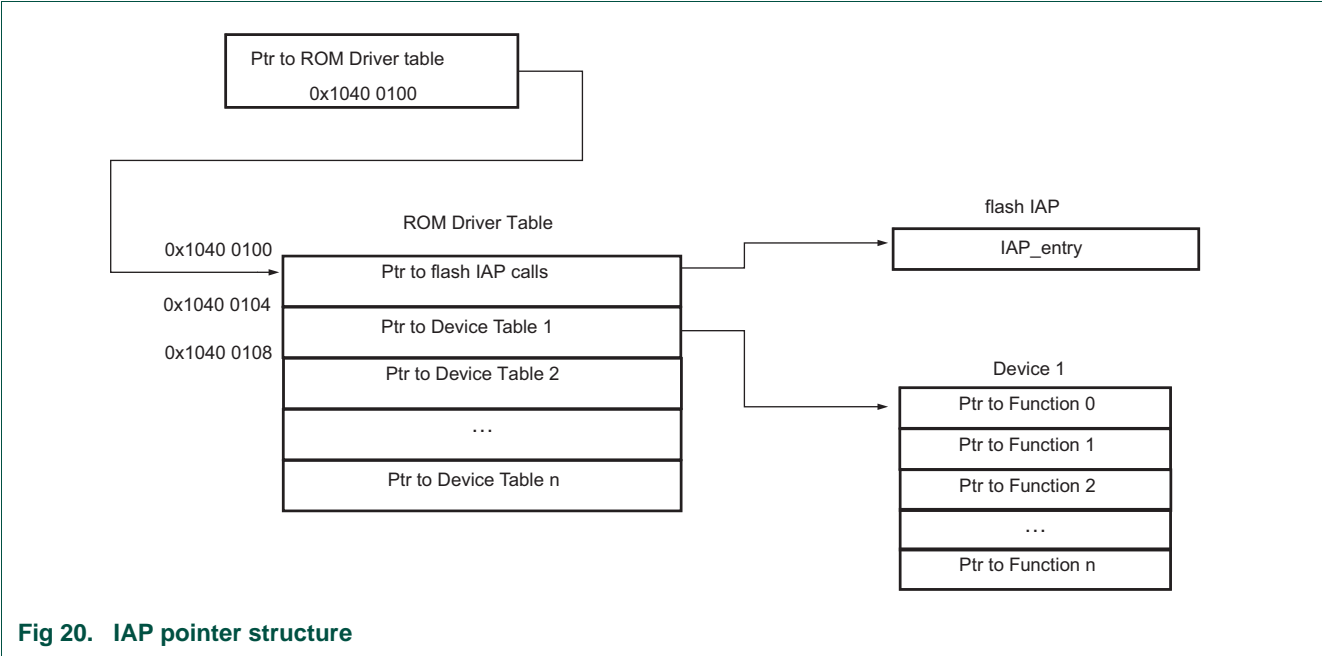 Ptr to ROM Driver table
0x1040 0100
ROM Driver Table
0x1040 0100
Ptr to flash IAP calls
0x1040 0104
Ptr to Device Table 1
0x1040 0108
Ptr to Device Table 2
...
Ptr to Device Table n
flash IAP
IAP_entry
Device 1
Ptr to Function 0
Ptr to Function 1
Ptr to Function 2
...
Ptr to Function n
Fig 20. IAP pointer structure